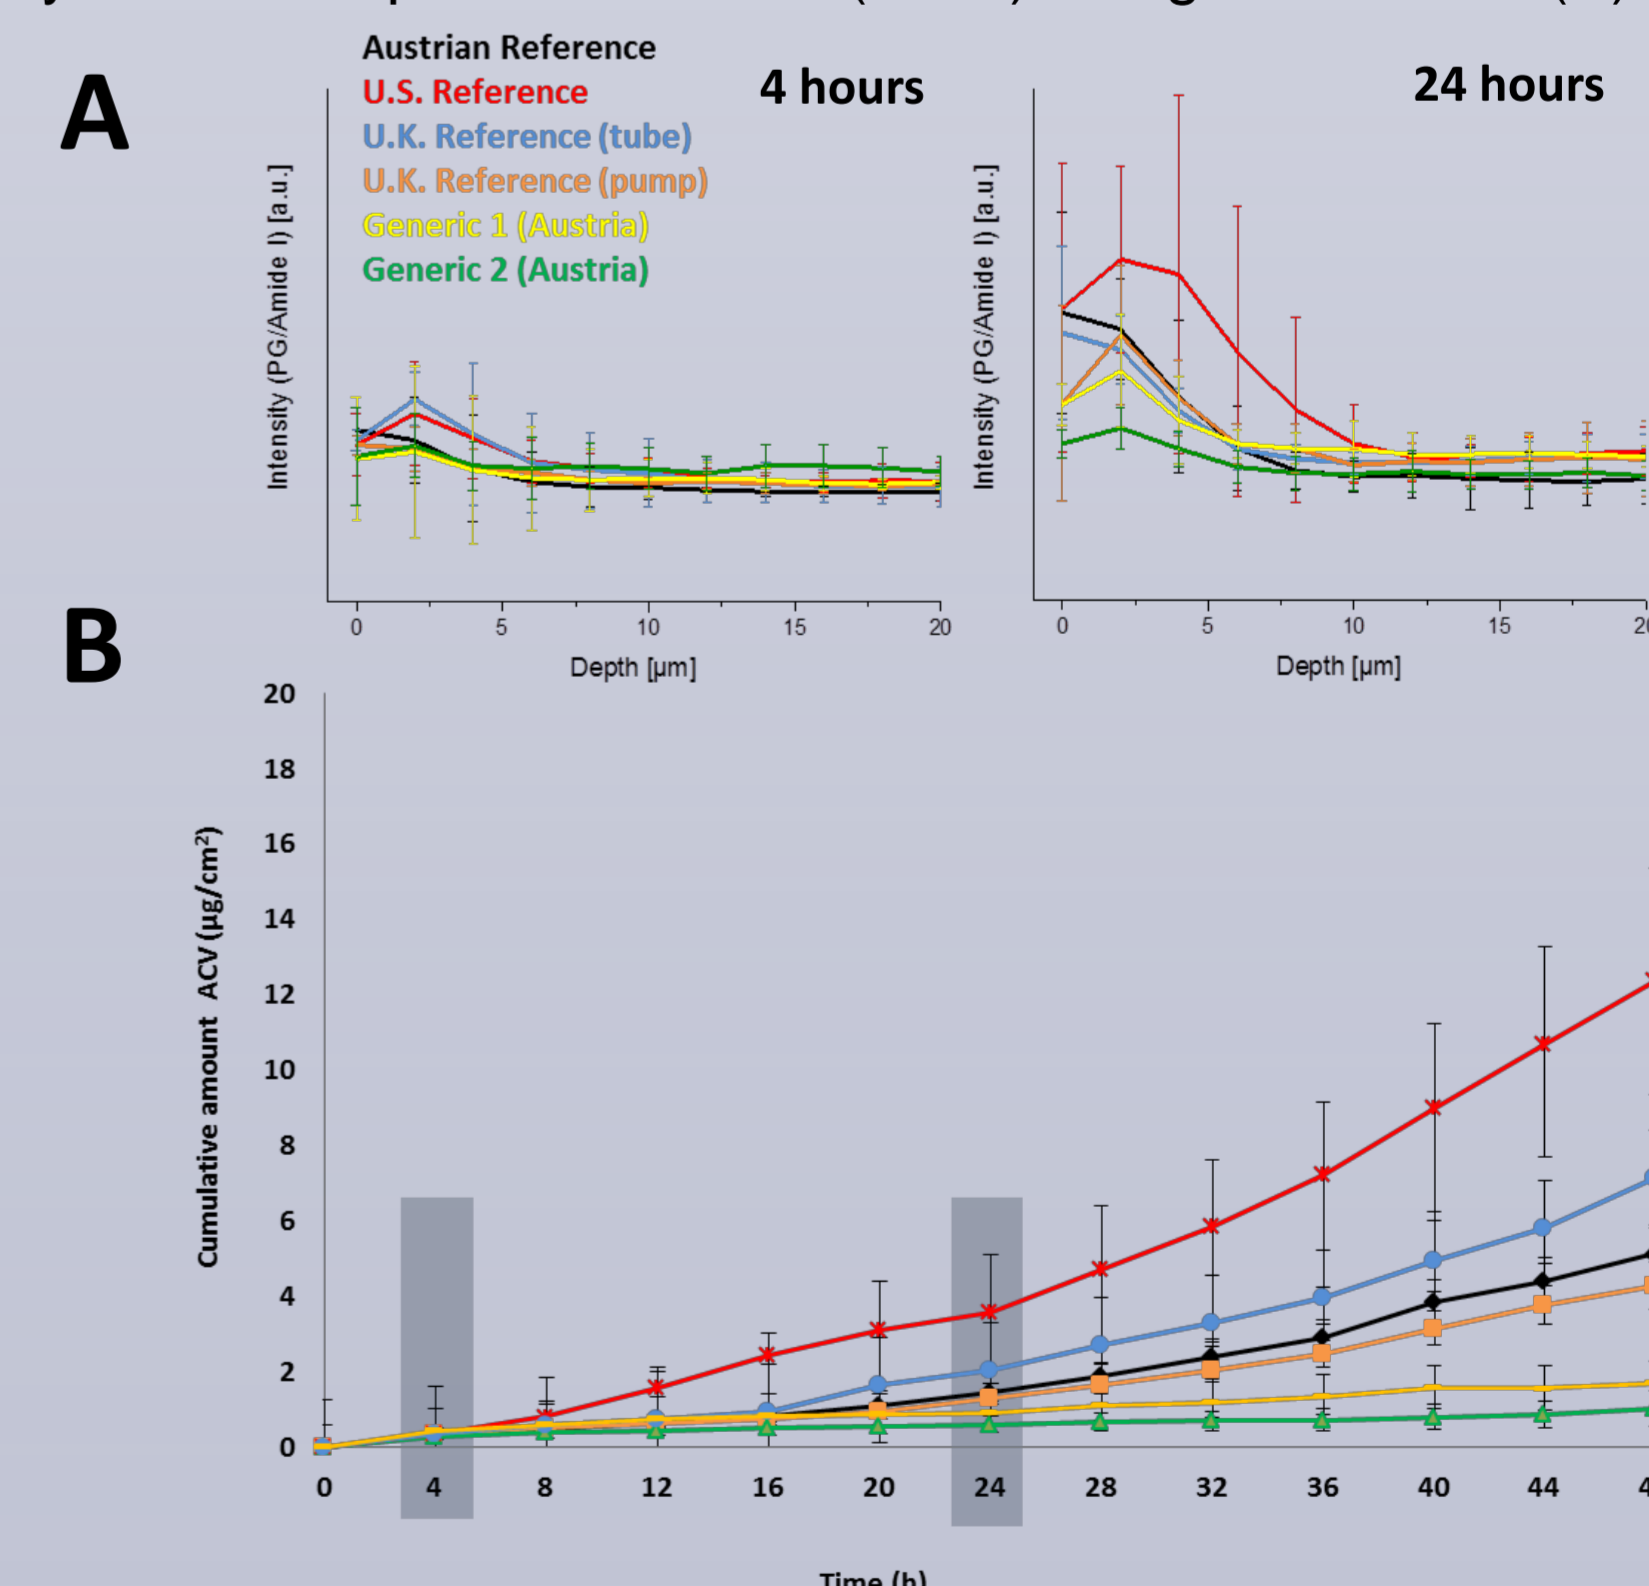 Austrian Reference
U.S. Reference
U.K. Reference (tube)
U.K. Reference (pump)
Generic 1 (Austria)
Generic 2 (Austria)
A
4 hours
24 hours
Intensity (PG/Amide I) [a.u.]
Intensity (PG/Amide I) [a.u.]
0 5 10 15 20
0 5 10 15
Depth [µm]
Depth [µm]
B
20
18
16
14
12
10
8
6
4
2
0
Cumulative amount ACV (µg/cm²)
0 4 8 12 16 20 24 28 32 36 40 44
Time (h)